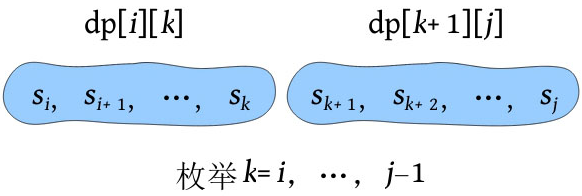 dp[i][k] dp[k+1][j]
s_i, s_{i+1}, …, s_k s_{k+1}, s_{k+2}, …, s_j
枚举k=i, …, j–1